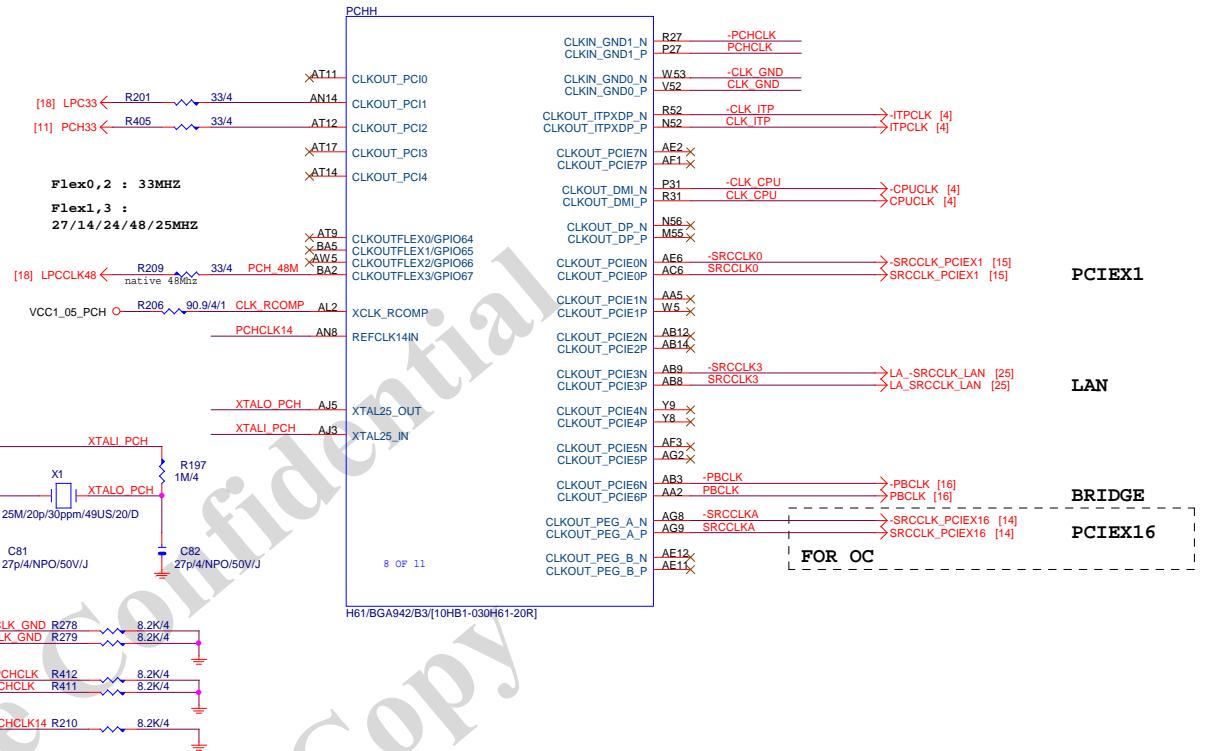 PCHH
CLKIN_GND1_N R27 -PCHCLK
CLKIN_GND1_P P27 PCHCLK
AT11 CLKOUT_PCI0
CLKIN_GND0_N W53 -CLK_GND
CLKIN_GND0_P V52 CLK_GND
[18] LPC33 R201 33/4 AN14 CLKOUT_PCI1
CLKOUT_ITPXDP_N R52 -CLK_ITP -ITPCLK [4]
CLKOUT_ITPXDP_P N52 CLK_ITP ITPCLK [4]
[11] PCH33 R405 33/4 AT12 CLKOUT_PCI2
AT17 CLKOUT_PCI3
CLKOUT_PCIE7N AE2
CLKOUT_PCIE7P AF1
AT14 CLKOUT_PCI4
Flex0,2 : 33MHZ
CLKOUT_DMI_N P31 -CLK_CPU -CPUCLK [4]
CLKOUT_DMI_P R31 CLK_CPU CPUCLK [4]
Flex1,3 :
27/14/24/48/25MHZ
CLKOUT_DP_N N56
CLKOUT_DP_P M55
AT9 CLKOUTFLEX0/GPIO64
BA5 CLKOUTFLEX1/GPIO65
AW5 CLKOUTFLEX2/GPIO66
[18] LPCCLK48 R209 33/4 PCH_48M BA2 CLKOUTFLEX3/GPIO67
native 48Mhz
CLKOUT_PCIE0N AE6 -SRCCLK0 -SRCCLK_PCIEX1 [15]
CLKOUT_PCIE0P AC6 SRCCLK0 SRCCLK_PCIEX1 [15]
PCIEX1
VCC1_05_PCH R206 90.9/4/1 CLK_RCOMP AL2 XCLK_RCOMP
CLKOUT_PCIE1N AA5
CLKOUT_PCIE1P W5
PCHCLK14 AN8 REFCLK14IN
CLKOUT_PCIE2N AB12
CLKOUT_PCIE2P AB14
CLKOUT_PCIE3N AB9 -SRCCLK3 LA_-SRCCLK_LAN [25]
CLKOUT_PCIE3P AB8 SRCCLK3 LA_SRCCLK_LAN [25]
LAN
XTALO_PCH AJ5 XTAL25_OUT
CLKOUT_PCIE4N Y9
CLKOUT_PCIE4P Y8
XTALI_PCH AJ3 XTAL25_IN
CLKOUT_PCIE5N AF3
CLKOUT_PCIE5P AG2
XTALI_PCH
R197
1M/4
X1 XTALO_PCH
25M/20p/30ppm/49US/20/D
CLKOUT_PCIE6N AB3 -PBCLK -PBCLK [16]
CLKOUT_PCIE6P AA2 PBCLK PBCLK [16]
BRIDGE
CLKOUT_PEG_A_N AG8 -SRCCLKA -SRCCLK_PCIEX16 [14]
CLKOUT_PEG_A_P AG9 SRCCLKA SRCCLK_PCIEX16 [14]
PCIEX16
FOR OC
C81
27p/4/NPO/50V/J
C82
27p/4/NPO/50V/J
CLKOUT_PEG_B_N AE12
CLKOUT_PEG_B_P AE11
8 OF 11
H61/BGA942/B3/[10HB1-030H61-20R]
CLK_GND R278 8.2K/4
LK_GND R279 8.2K/4
PCHCLK R412 8.2K/4
CHCLK R411 8.2K/4
CHCLK14 R210 8.2K/4
e Confidential
Copy